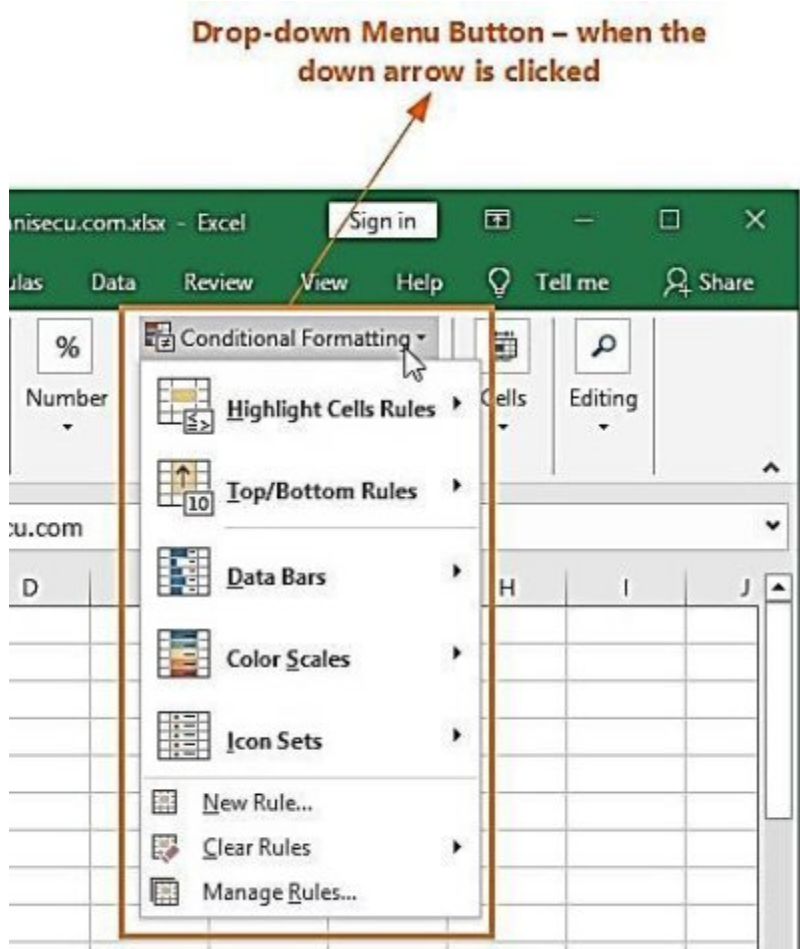 Drop-down Menu Button – when the
down arrow is clicked
nisecu.com.xlsx - Excel
Sign in
ulas Data Review View Help Tell me Share
%
Conditional Formatting
Number
Highlight Cells Rules
≤
>
Cells
Editing
Top/Bottom Rules
10
cu.com
Data Bars
D H I J
Color Scales
Icon Sets
New Rule...
Clear Rules
Manage Rules...